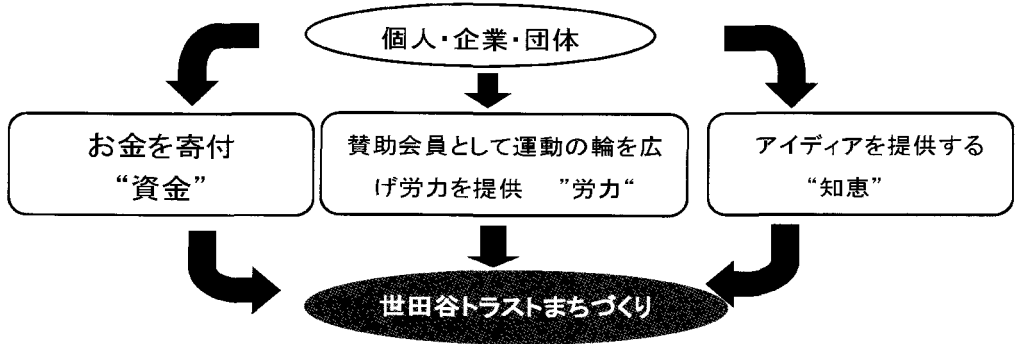 個人・企業・団体
お金を寄付
“資金”
賛助会員として運動の輪を広
げ労力を提供　”労力“
アイディアを提供する
“知恵”
世田谷トラストまちづくり